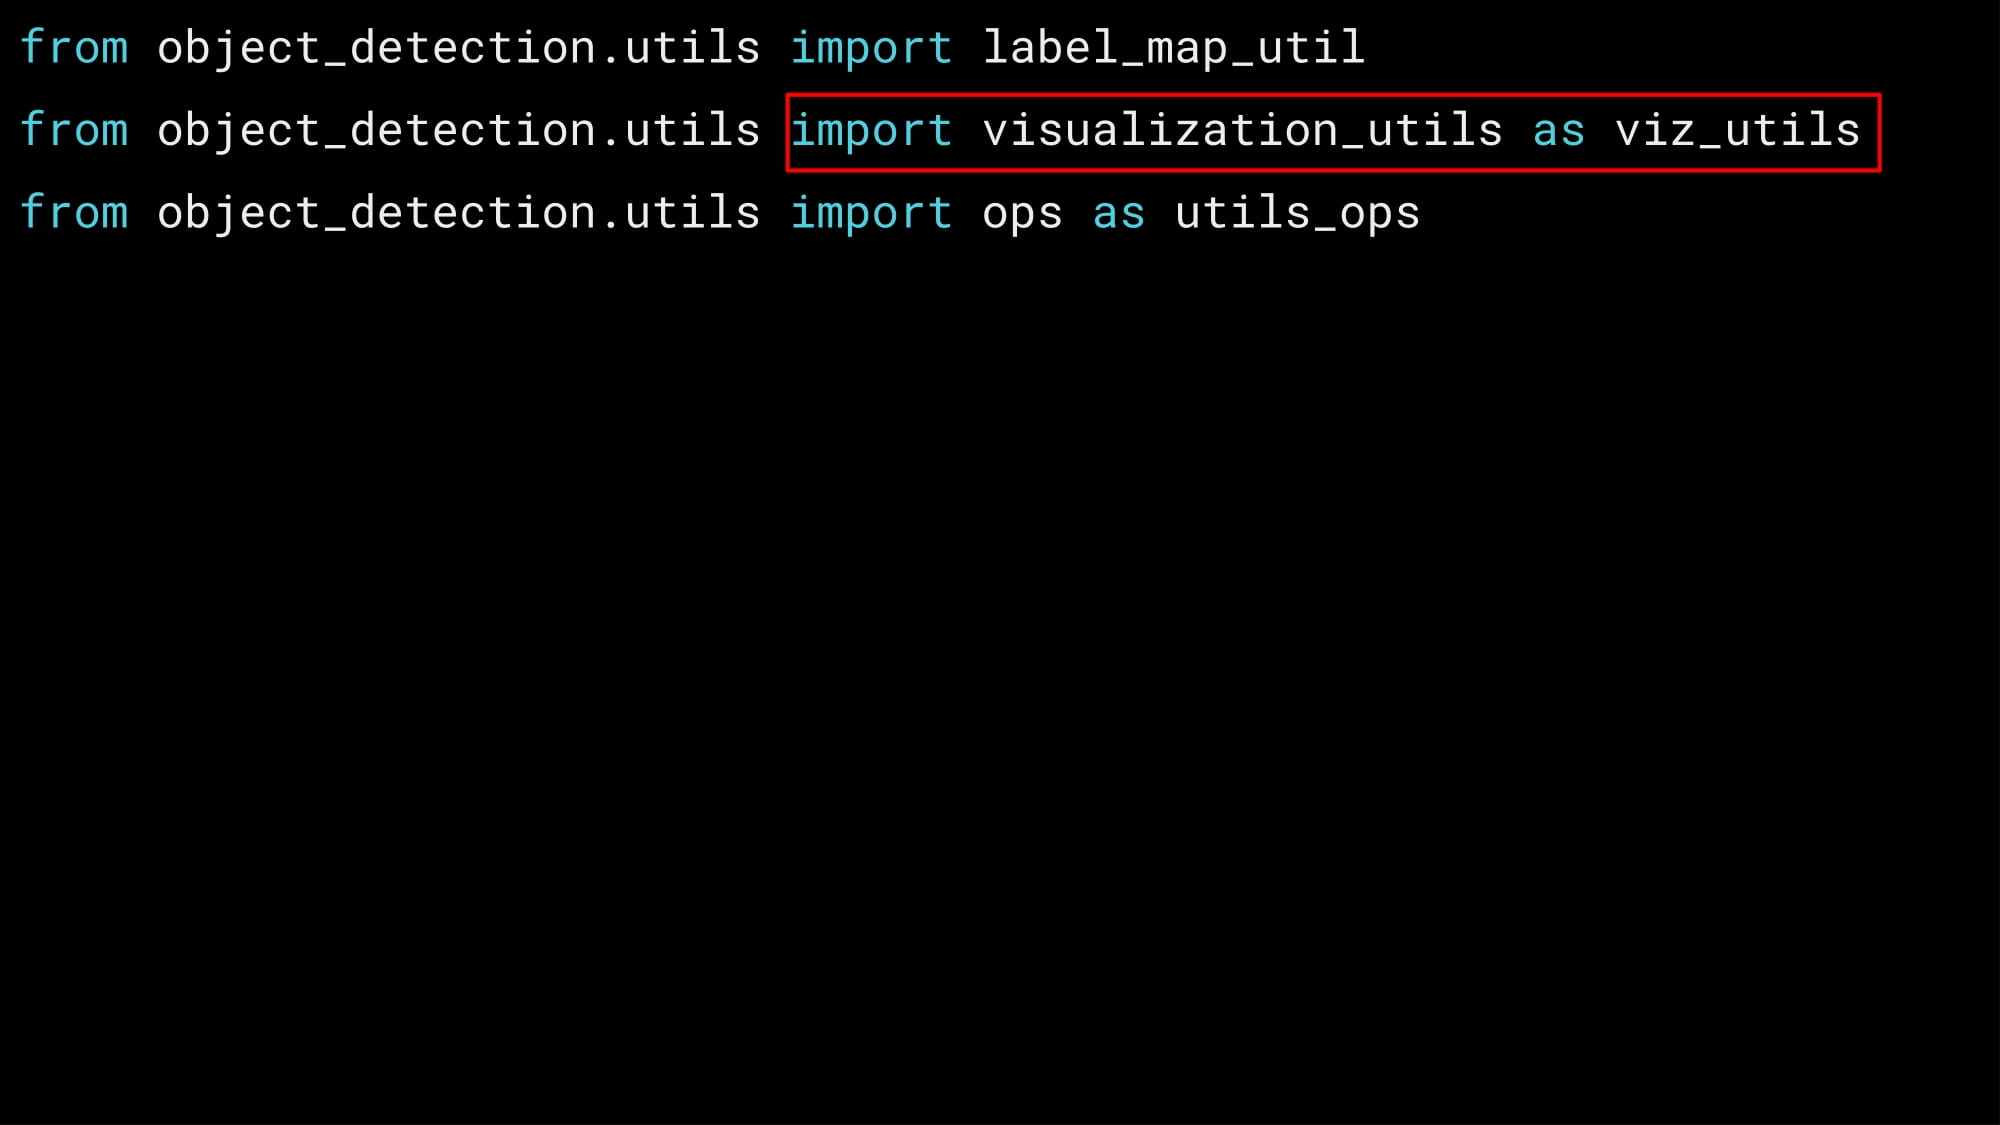 from object_detection.utils import label_map_util
from object_detection.utils import visualization_utils as viz_utils
from object_detection.utils import ops as utils_ops